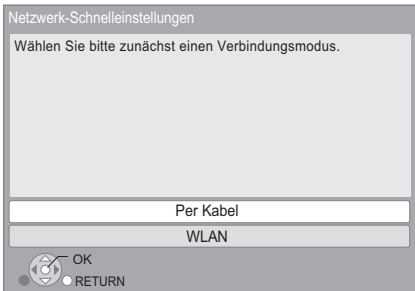 Netzwerk-Schnelleinstellungen
Wählen Sie bitte zunächst einen Verbindungsmodus.
Per Kabel
WLAN
OK
RETURN